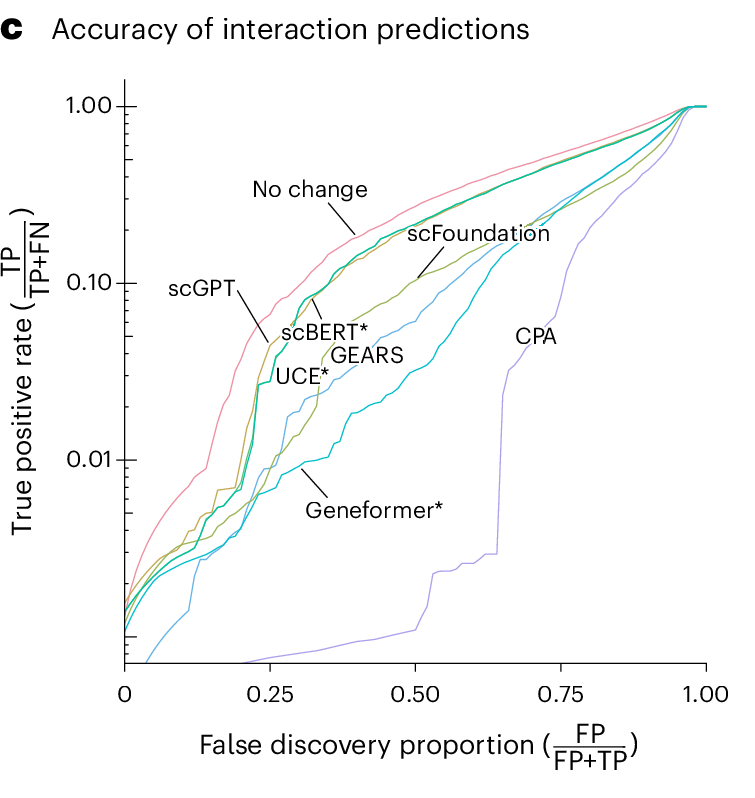 c Accuracy of interaction predictions
True positive rate (TP/TP+FN)
1.00
0.10
0.01
No change
scFoundation
scGPT
scBERT*
GEARS
UCE*
CPA
Geneformer*
0 0.25 0.50 0.75 1.00
False discovery proportion (FP/FP+TP)